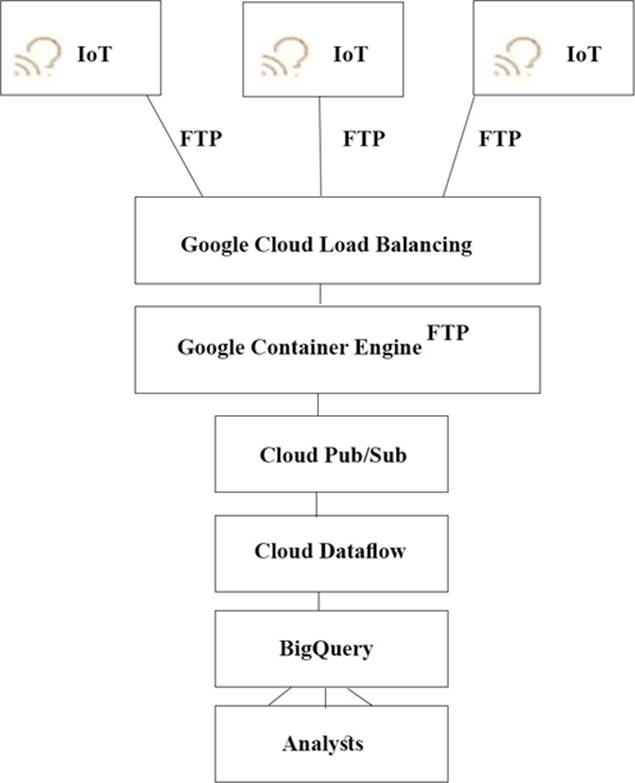 IoT
IoT
IoT
FTP
FTP
FTP
Google Cloud Load Balancing
Google Container Engine FTP
Cloud Pub/Sub
Cloud Dataflow
BigQuery
Analysts